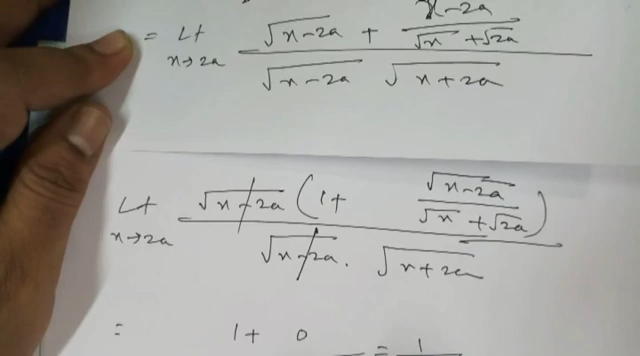 = Lt x→2a (√(x-2a) + (x-2a)/(√x + √2a)) / (√(x-2a) √(x+2a))
Lt x→2a √(x-2a) (1+ √(x-2a)/(√x + √2a)) / (√(x-2a) . √(x+2a))
= 1+ 0 = 1